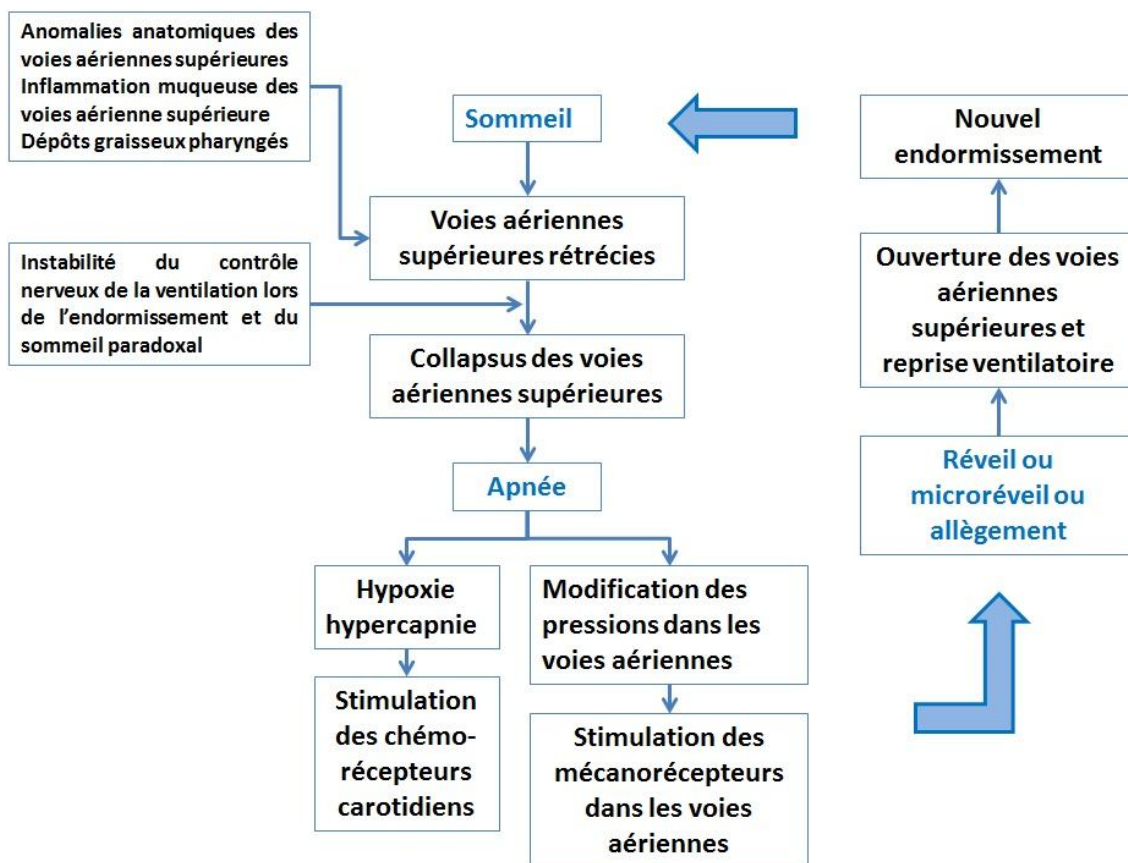 Anomalies anatomiques des
voies aériennes supérieures
Inflammation muqueuse des
voies aérienne supérieure
Dépôts graisseux pharyngés
Sommeil
Nouvel
endormissement
Voies aériennes
supérieures rétrécies
Instabilité du contrôle
nerveux de la ventilation lors
de l'endormissement et du
sommeil paradoxal
Ouverture des voies
aériennes
supérieures et
reprise ventilatoire
Collapsus des voies
aériennes supérieures
Apnée
Réveil ou
microréveil ou
allègement
Hypoxie
hypercapnie
Modification des
pressions dans les
voies aériennes
Stimulation
des chémo-
récepteurs
carotidiens
Stimulation des
mécanorécepteurs
dans les voies
aériennes